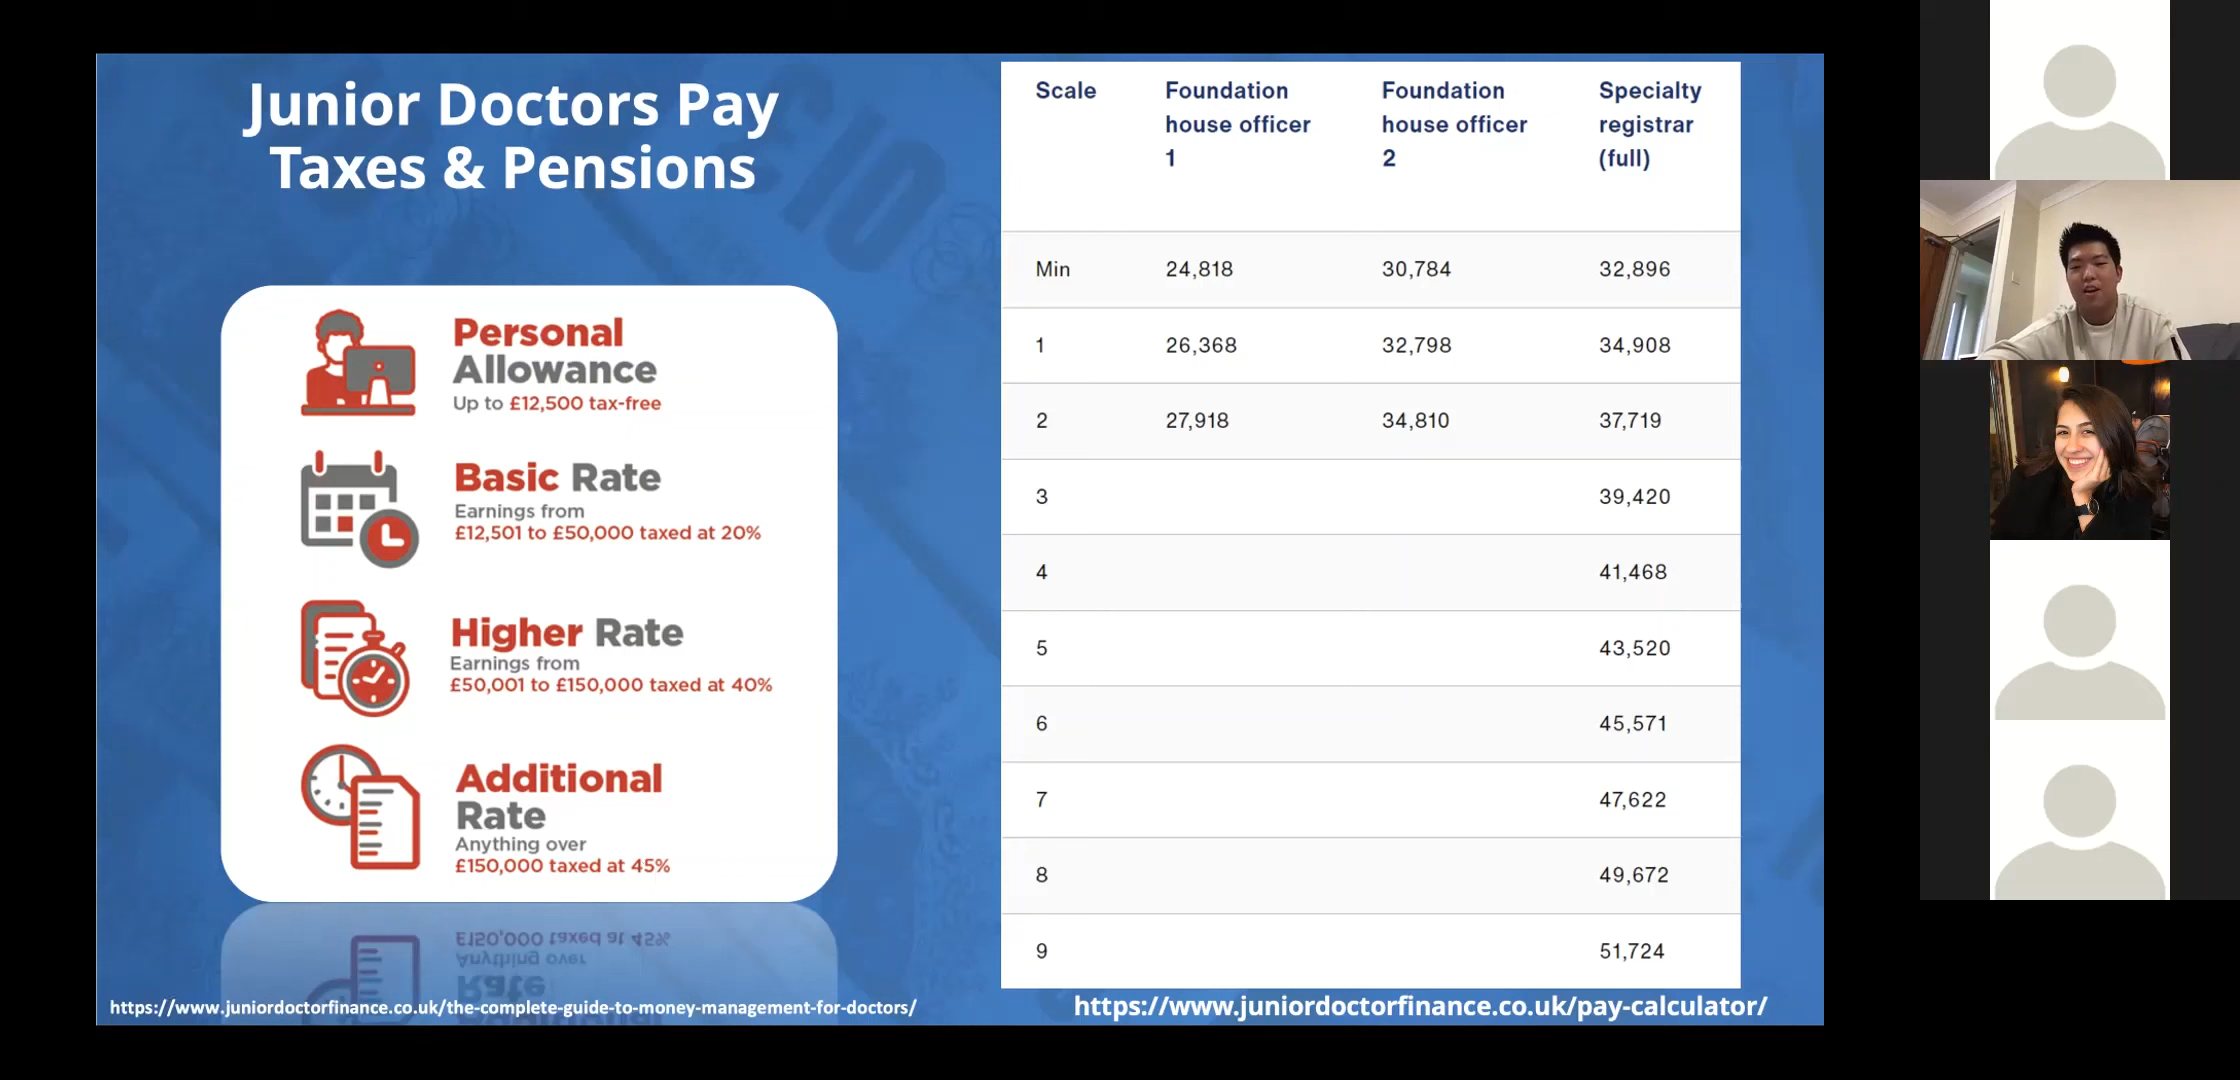 Junior Doctors Pay
Taxes & Pensions
Personal
Allowance
Up to £12,500 tax-free
Basic Rate
Earnings from
£12,501 to £50,000 taxed at 20%
Higher Rate
Earnings from
£50,001 to £150,000 taxed at 40%
Additional
Rate
Anything over
£150,000 taxed at 45%
https://www.juniordoctorfinance.co.uk/the-complete-guide-to-money-management-for-doctors/
Scale Foundation Foundation Specialty
house officer house officer registrar
1 2 (full)
Min 24,818 30,784 32,896
1 26,368 32,798 34,908
2 27,918 34,810 37,719
3 39,420
4 41,468
5 43,520
6 45,571
7 47,622
8 49,672
9 51,724
https://www.juniordoctorfinance.co.uk/pay-calculator/